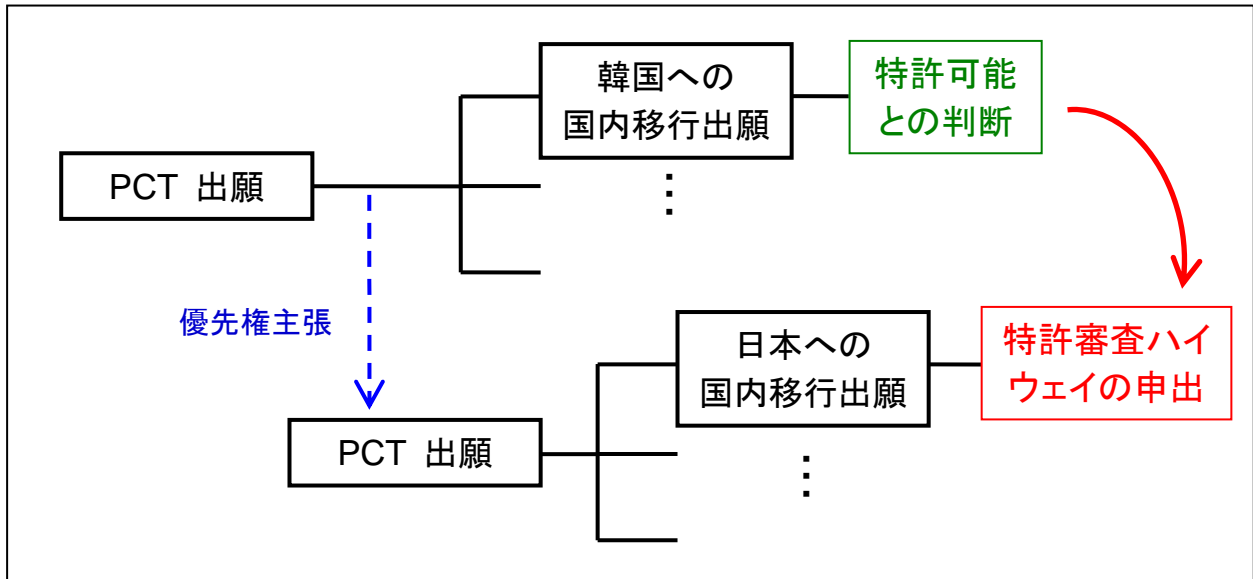 韓国への
国内移行出願
特許可能
との判断
PCT 出願
優先権主張
日本への
国内移行出願
特許審査ハイ
ウェイの申出
PCT 出願